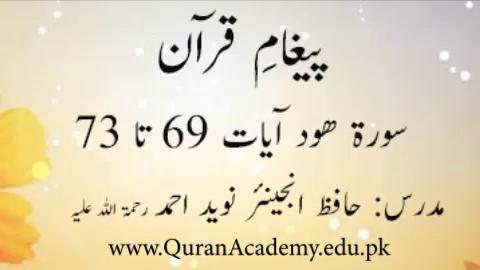 پیغامِ قرآن
سورۃ ھود آیات 69 تا 73
مدرس: حافظ انجینئر نوید احمد رحمۃ اللہ علیہ
www.QuranAcademy.edu.pk